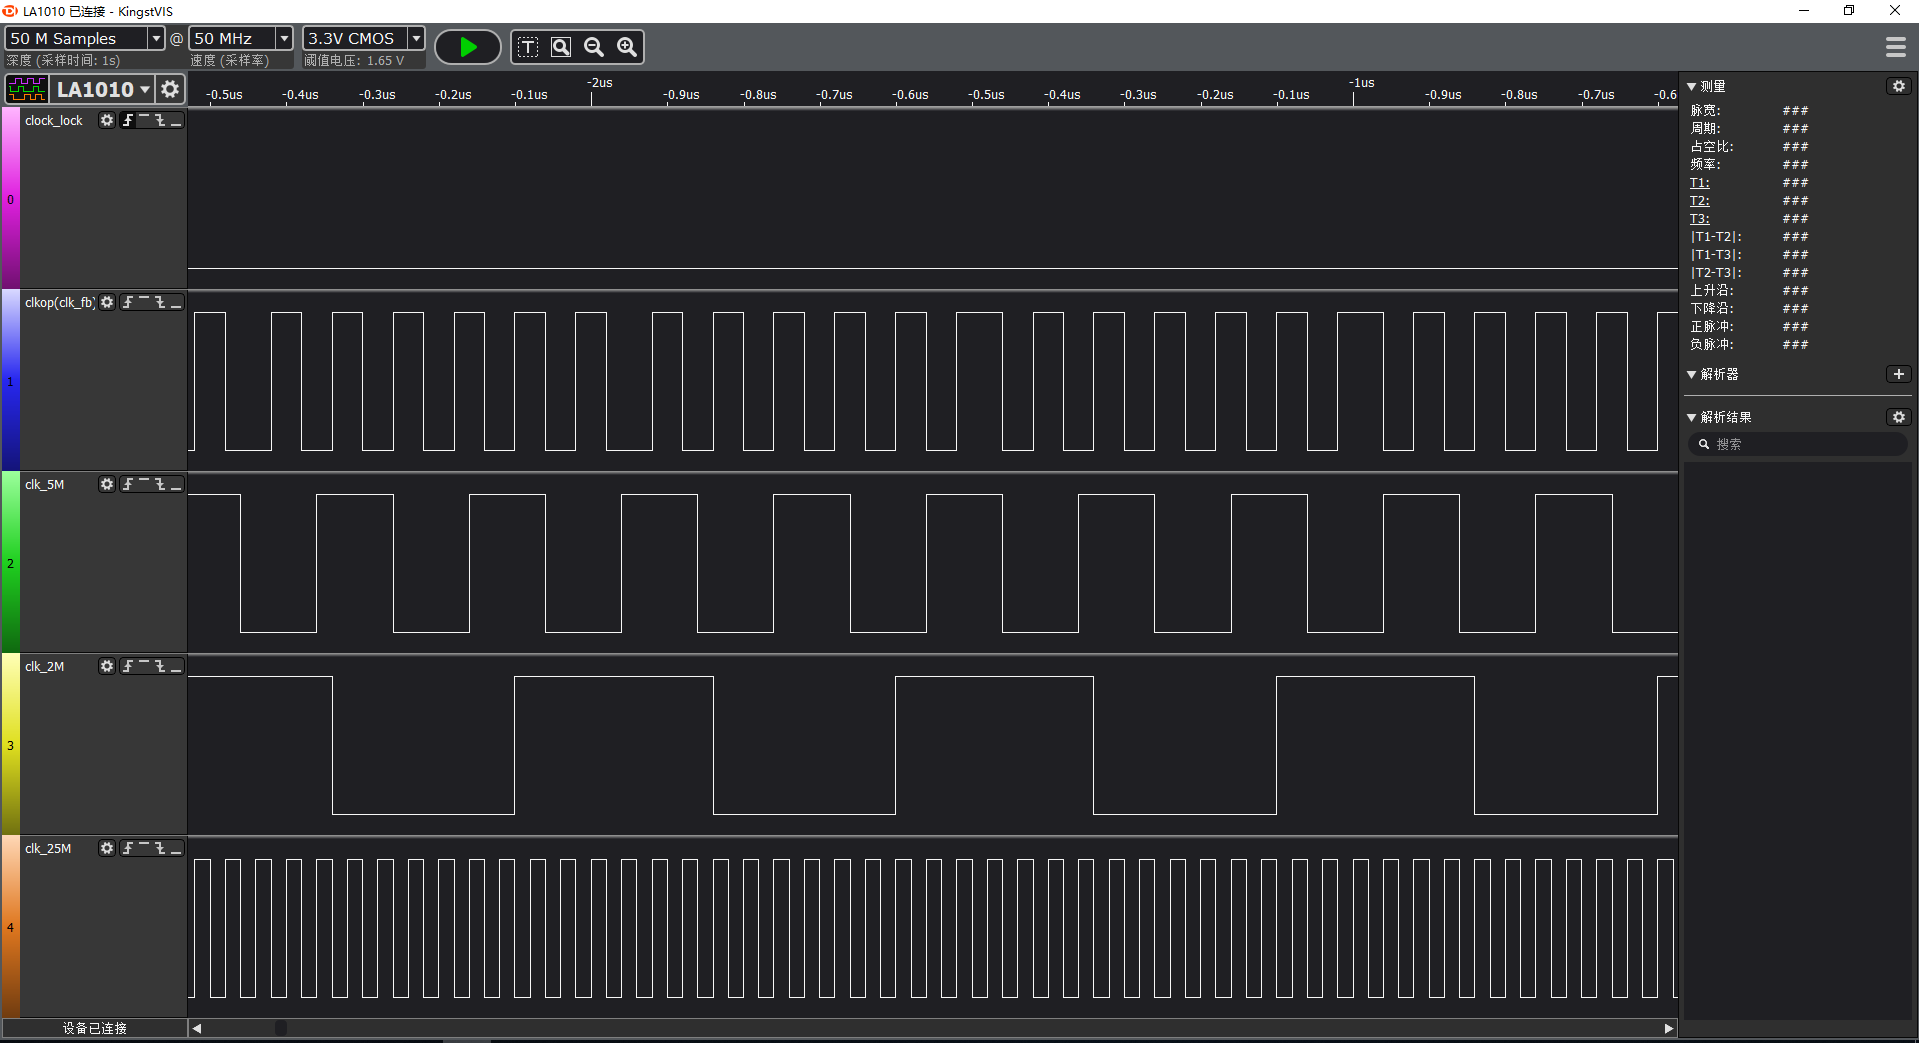 LA1010 已连接 - KingstVIS
50 M Samples @ 50 MHz 3.3V CMOS
深度 (采样时间: 1s) 速度 (采样率) 阈值电压: 1.65 V
LA1010
-2us -1us
-0.5us -0.4us -0.3us -0.2us -0.1us -0.9us -0.8us -0.7us -0.6us -0.5us -0.4us -0.3us -0.2us -0.1us -0.9us -0.8us -0.7us -0.6
clock_lock
0
clkop(clk_fb)
1
clk_5M
2
clk_2M
3
clk_25M
4
设备已连接
测量
脉宽: ###
周期: ###
占空比: ###
频率: ###
T1: ###
T2: ###
T3: ###
|T1-T2|: ###
|T1-T3|: ###
|T2-T3|: ###
上升沿: ###
下降沿: ###
正脉冲: ###
负脉冲: ###
解析器
解析结果
搜索